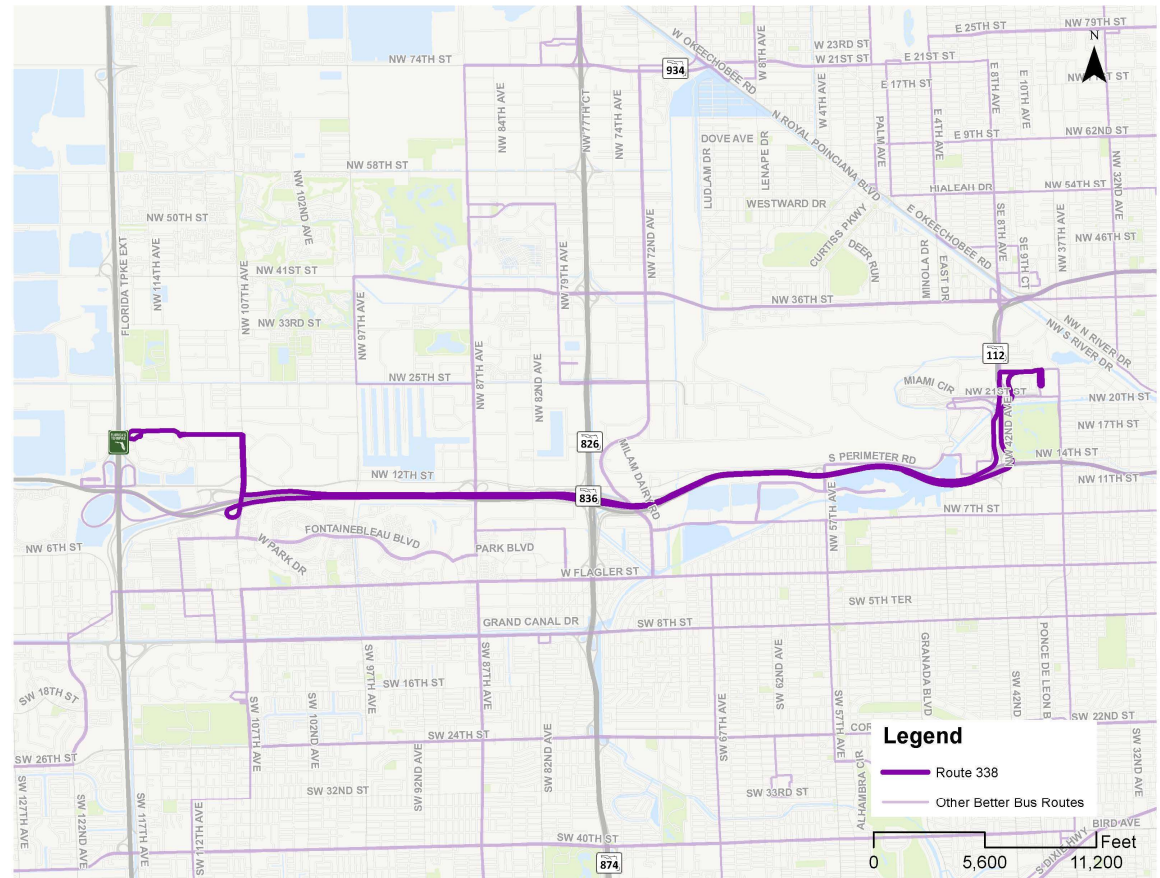 E 25TH ST
NW 79TH ST
W OKEECHOBEE RD
W 8TH AVE
W 23RD ST
W 21ST ST
E 21ST ST
N
NW 74TH ST
934
E 17TH ST
E 8TH AVE
E 10TH AVE
NW 84TH AVE
NW 77TH CT
NW 74TH AVE
W 4TH AVE
N ROYAL POINCIANA BLVD
PALM AVE
E 4TH AVE
E 9TH ST
NW 62ND ST
DOVE AVE
LUDLAM DR
LENAPE DR
NW 58TH ST
NW 102ND AVE
NW 32ND AVE
HIALEAH DR
NW 54TH ST
WESTWARD DR
NW 50TH ST
CURTISS PKWY
E OKEECHOBEE RD
SE 8TH AVE
NW 37TH AVE
NW 46TH ST
FLORIDA TPKE EXT
NW 114TH AVE
NW 107TH AVE
NW 41ST ST
NW 79TH AVE
NW 72ND AVE
DEER RUN
MINOLA DR
EAST DR
SE 9TH CT
NW 36TH ST
NW 33RD ST
NW 97TH AVE
NW N RIVER DR
NW S RIVER DR
112
NW 25TH ST
NW 87TH AVE
NW 82ND AVE
MIAMI CIR
NW 21ST ST
NW 20TH ST
NW 42ND AVE
NW 17TH ST
826
MILAM DAIRY RD
S PERIMETER RD
NW 14TH ST
NW 12TH ST
NW 11TH ST
836
NW 57TH AVE
NW 7TH ST
NW 6TH ST
FONTAINEBLEAU BLVD
W PARK DR
PARK BLVD
W FLAGLER ST
SW 5TH TER
GRAND CANAL DR
SW 8TH ST
SW 18TH ST
SW 107TH AVE
SW 102ND AVE
SW 97TH AVE
SW 16TH ST
SW 87TH AVE
SW 62ND AVE
GRANADA BLVD
SW 42ND
PONCE DE LEON B
SW 82ND AVE
SW 67TH AVE
SW 57TH AVE
SW 22ND ST
COR
SW 24TH ST
SW 26TH ST
SW 32ND AVE
SW 127TH AVE
SW 122ND AVE
SW 117TH AVE
SW 112TH AVE
SW 92ND AVE
SW 32ND ST
SW 33RD ST
ALHAMBRA CIR
Legend
Route 338
Other Better Bus Routes
SW 40TH ST
BIRD AVE
874
S DIXIE HWY
Feet
0 5,600 11,200